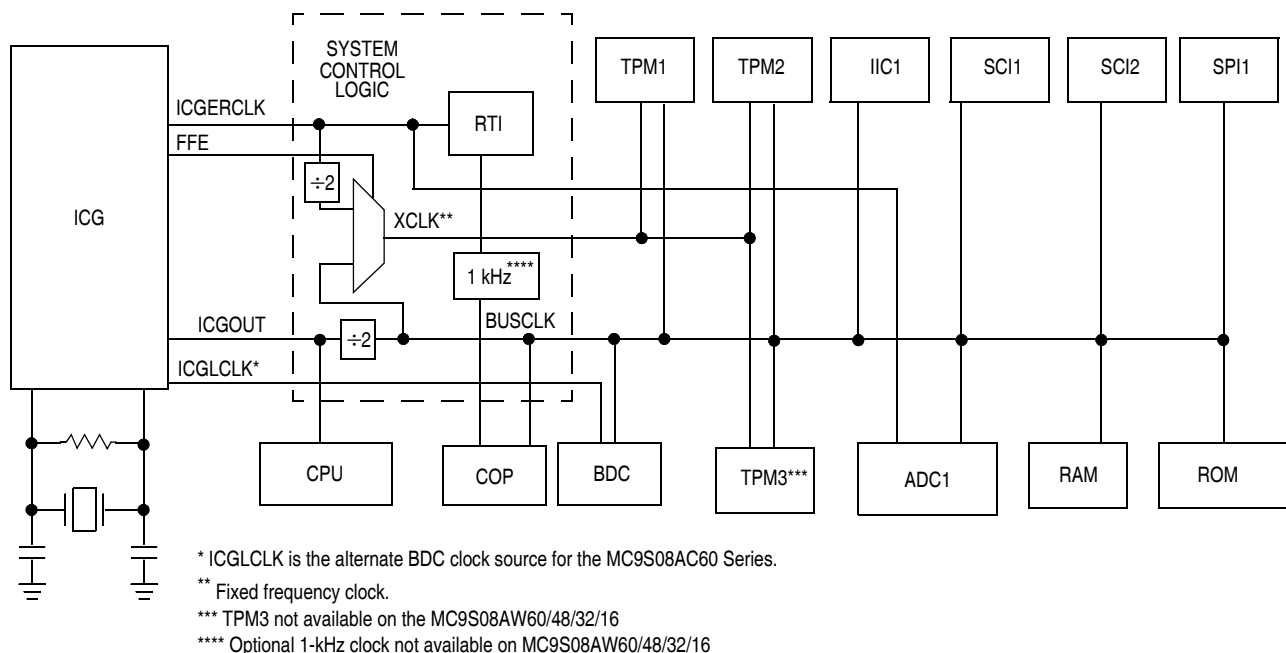 SYSTEM
CONTROL
LOGIC
TPM1
TPM2
IIC1
SCI1
SCI2
SPI1
ICGERCLK
RTI
FFE
÷2
ICG
XCLK**
1 kHz****
ICGOUT
÷2
BUSCLK
ICGLCLK*
CPU
COP
BDC
TPM3***
ADC1
RAM
ROM
* ICGLCLK is the alternate BDC clock source for the MC9S08AC60 Series.
** Fixed frequency clock.
*** TPM3 not available on the MC9S08AW60/48/32/16
**** Optional 1-kHz clock not available on MC9S08AW60/48/32/16